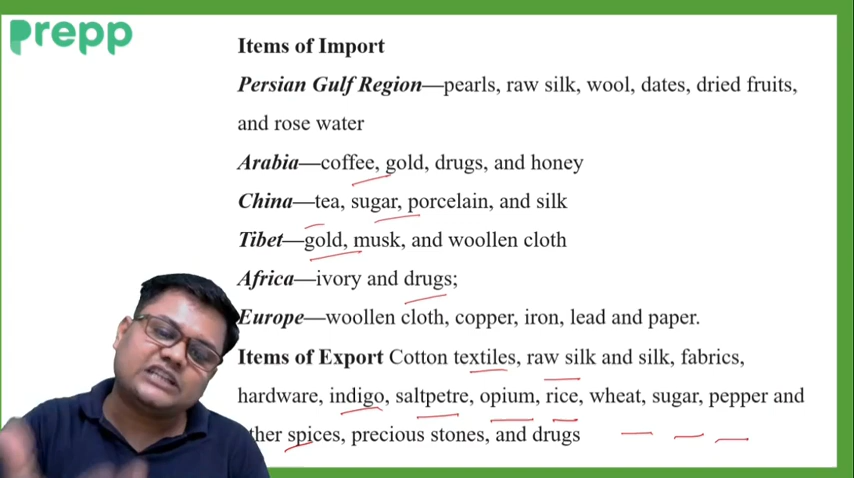 Prepp
Items of Import
Persian Gulf Region—pearls, raw silk, wool, dates, dried fruits,
and rose water
Arabia—coffee, gold, drugs, and honey
China—tea, sugar, porcelain, and silk
Tibet—gold, musk, and woollen cloth
Africa—ivory and drugs;
Europe—woollen cloth, copper, iron, lead and paper.
Items of Export Cotton textiles, raw silk and silk, fabrics,
hardware, indigo, saltpetre, opium, rice, wheat, sugar, pepper and
ther spices, precious stones, and drugs